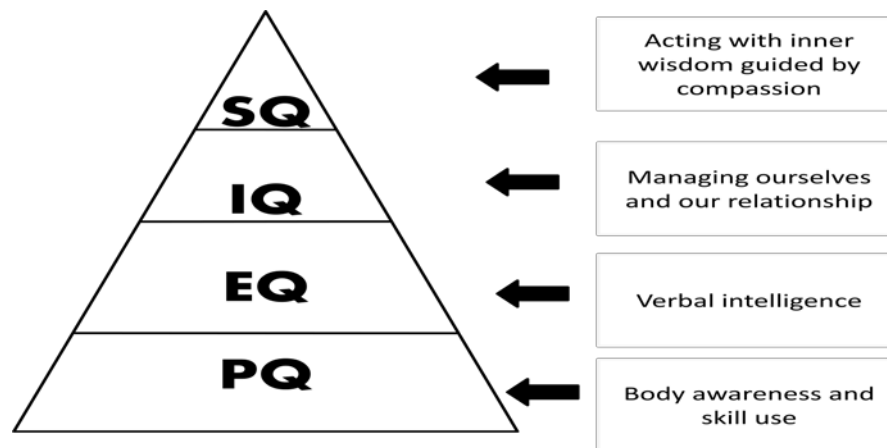 SQ
Acting with inner
wisdom guided by
compassion
IQ
Managing ourselves
and our relationship
EQ
Verbal intelligence
PQ
Body awareness and
skill use